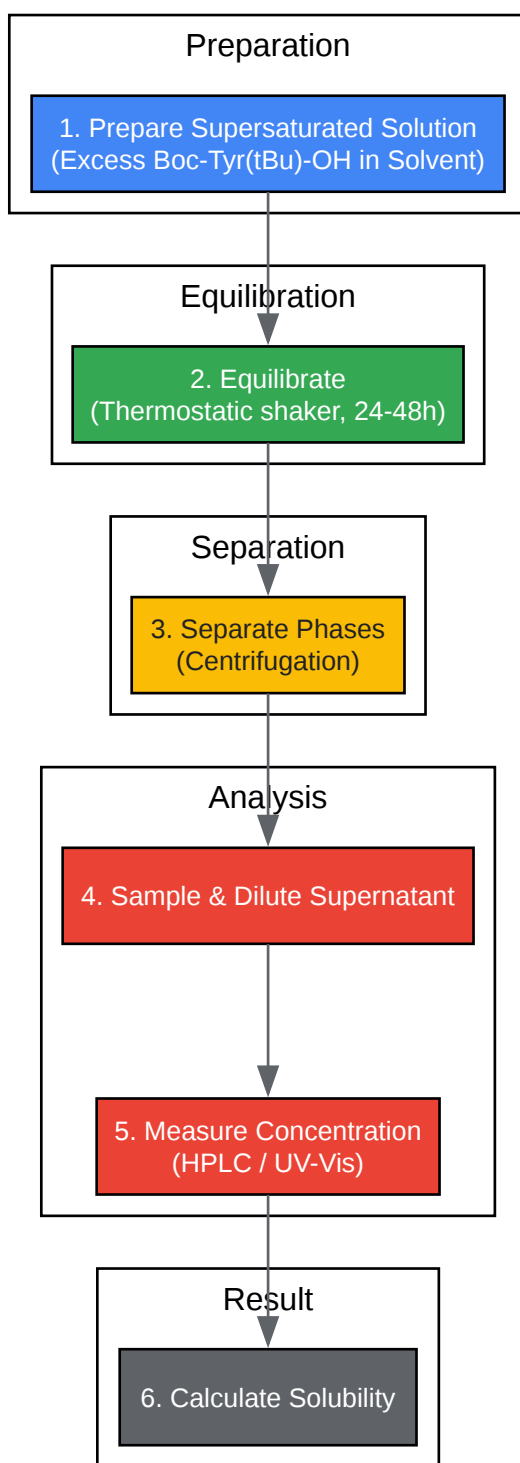 Preparation
1. Prepare Supersaturated Solution
(Excess Boc-Tyr(tBu)-OH in Solvent)
Equilibration
2. Equilibrate
(Thermostatic shaker, 24-48h)
Separation
3. Separate Phases
(Centrifugation)
Analysis
4. Sample & Dilute Supernatant
5. Measure Concentration
(HPLC / UV-Vis)
Result
6. Calculate Solubility